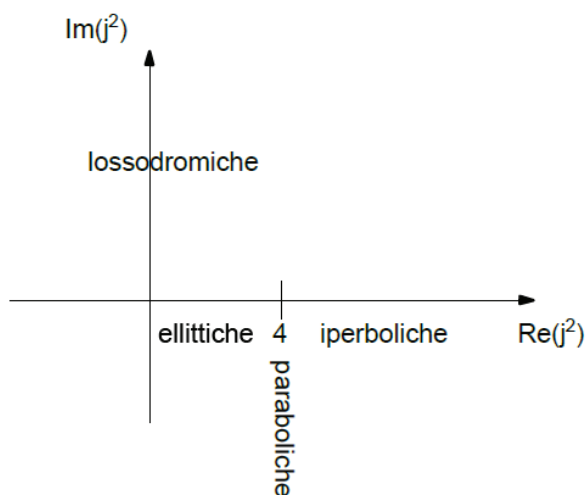 Im(j²)
lossodromiche
ellittiche 4 iperboliche Re(j²)
paraboliche